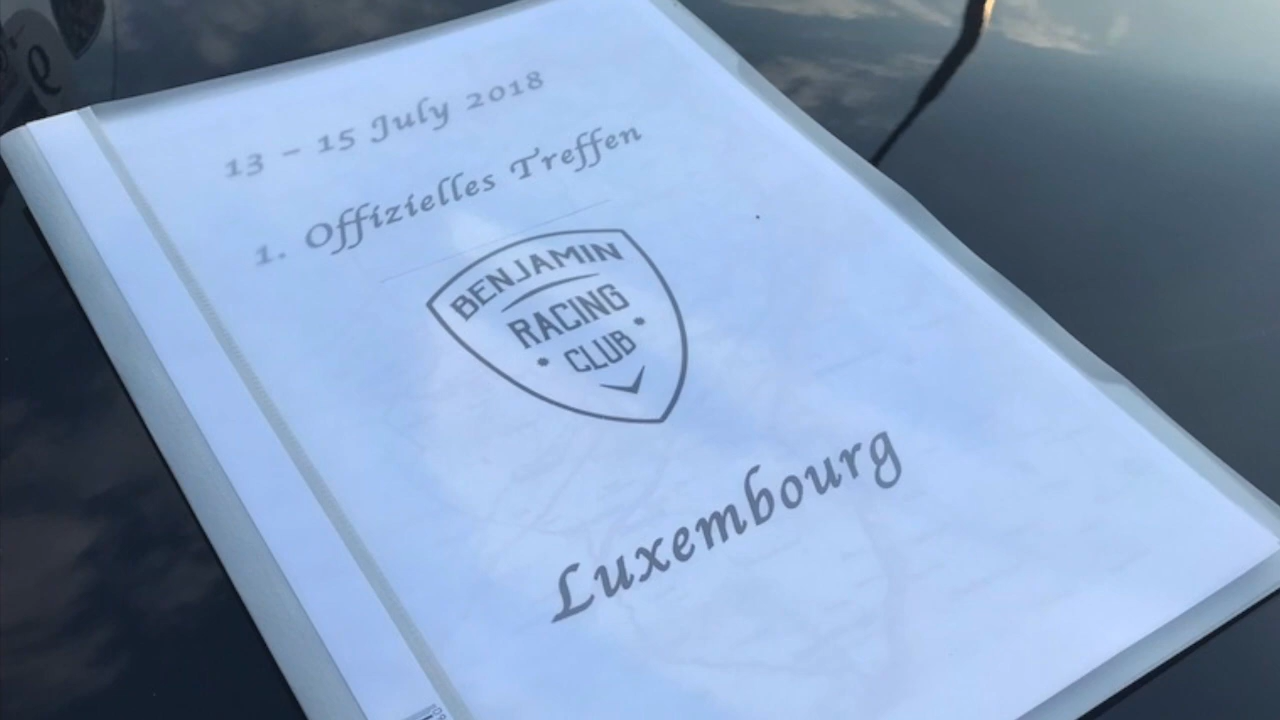 13 – 15 July 2018
1. Offizielles Treffen
BENJAMIN
RACING
CLUB
Luxembourg